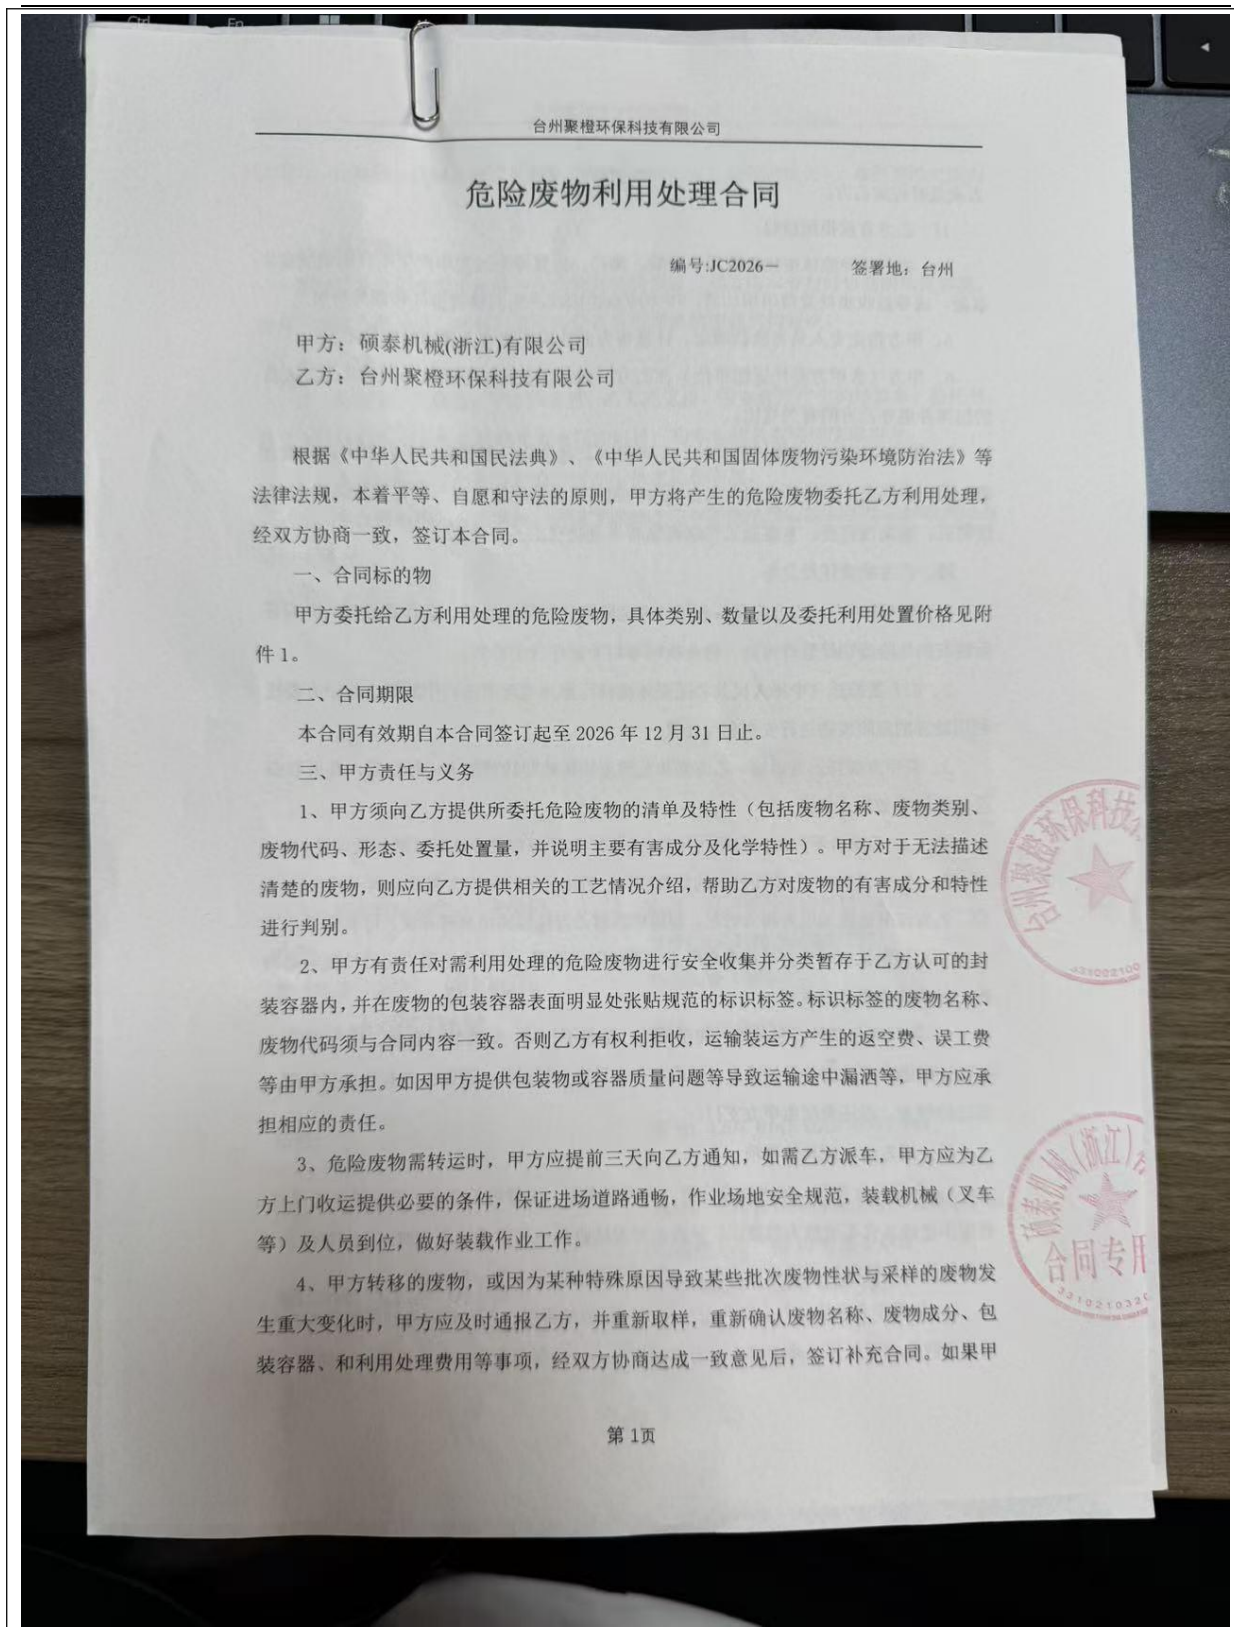 台州聚橙环保科技有限公司
危险废物利用处理合同
编号:JC2026一 签署地：台州
甲方：硕泰机械(浙江)有限公司
乙方：台州聚橙环保科技有限公司
根据《中华人民共和国民法典》、《中华人民共和国固体废物污染环境防治法》等
法律法规，本着平等、自愿和守法的原则，甲方将产生的危险废物委托乙方利用处理，
经双方协商一致，签订本合同。
一、合同标的物
甲方委托给乙方利用处理的危险废物，具体类别、数量以及委托利用处置价格见附
件 1。
二、合同期限
本合同有效期自本合同签订起至 2026 年 12 月 31 日止。
三、甲方责任与义务
1、甲方须向乙方提供所委托危险废物的清单及特性（包括废物名称、废物类别、
废物代码、形态、委托处置量，并说明主要有害成分及化学特性）。甲方对于无法描述
清楚的废物，则应向乙方提供相关的工艺情况介绍，帮助乙方对废物的有害成分和特性
进行判别。
2、甲方有责任对需利用处理的危险废物进行安全收集并分类暂存于乙方认可的封
装容器内，并在废物的包装容器表面明显处张贴规范的标识标签。标识标签的废物名称、
废物代码须与合同内容一致。否则乙方有权利拒收，运输装运方产生的返空费、误工费
等由甲方承担。如因甲方提供包装物或容器质量问题等导致运输途中漏洒等，甲方应承
担相应的责任。
3、危险废物需转运时，甲方应提前三天向乙方通知，如需乙方派车，甲方应为乙
方上门收运提供必要的条件，保证进场道路通畅，作业场地安全规范，装载机械（叉车
等）及人员到位，做好装载作业工作。
4、甲方转移的废物，或因为某种特殊原因导致某些批次废物性状与采样的废物发
生重大变化时，甲方应及时通报乙方，并重新取样，重新确认废物名称、废物成分、包
装容器、和利用处理费用等事项，经双方协商达成一致意见后，签订补充合同。如果甲
第 1页
台州聚橙环保科技
331002100
硕泰机械(浙江)
合同专用
331021032